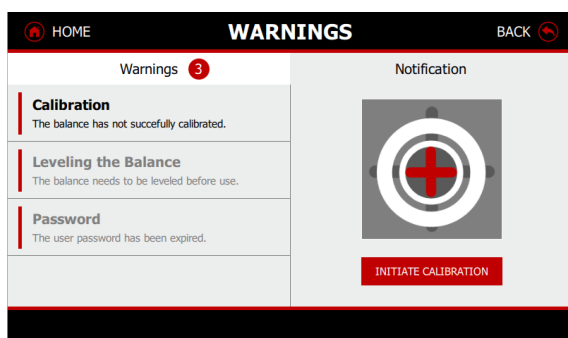 HOME
WARNINGS
BACK
Warnings 3
Notification
Calibration
The balance has not succefully calibrated.
Leveling the Balance
The balance needs to be leveled before use.
Password
The user password has been expired.
INITIATE CALIBRATION